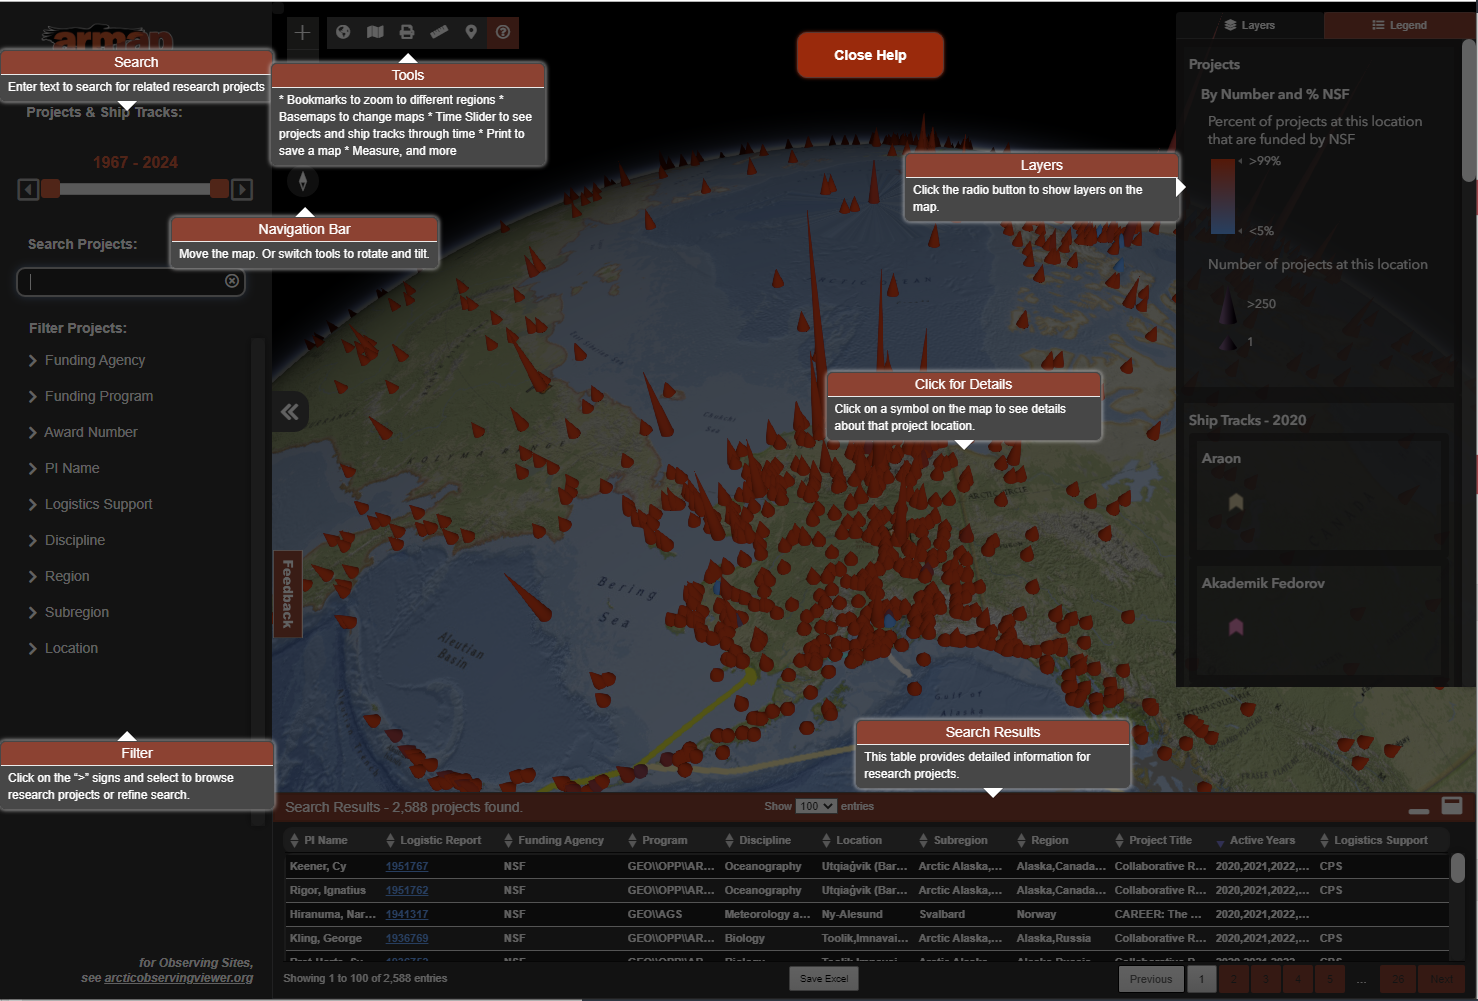 arman
Search
Enter text to search for related research projects
Projects & Ship Tracks:
1967 - 2024
Search Projects:
Filter Projects:
Funding Agency
Funding Program
Award Number
PI Name
Logistics Support
Discipline
Region
Subregion
Location
Filter
Click on the “>” signs and select to browse
research projects or refine search.
for Observing Sites,
see arcticobservingviewer.org
Tools
* Bookmarks to zoom to different regions *
Basemaps to change maps * Time Slider to see
projects and ship tracks through time * Print to
save a map * Measure, and more
Navigation Bar
Move the map. Or switch tools to rotate and tilt.
Feedback
Close Help
Layers
Click the radio button to show layers on the
map.
Click for Details
Click on a symbol on the map to see details
about that project location.
Bering
Sea
Aleutian
Basin
ARCTIC CIRCLE
Gulf of
Alaska
Search Results
This table provides detailed information for
research projects.
Layers
Legend
Projects
By Number and % NSF
Percent of projects at this location
that are funded by NSF
>99%
<5%
Number of projects at this location
>250
1
Ship Tracks - 2020
Araon
Akademik Fedorov
Search Results - 2,588 projects found.
Show 100 entries
PI Name Logistic Report Funding Agency Program Discipline Location Subregion Region Project Title Active Years Logistics Support
Keener, Cy 1951767 NSF GEO\\OPP\\AR... Oceanography Utqiaġvik (Bar... Arctic Alaska,... Alaska,Canada... Collaborative R... 2020,2021,2022,... CPS
Rigor, Ignatius 1951762 NSF GEO\\OPP\\AR... Oceanography Utqiaġvik (Bar... Arctic Alaska,... Alaska,Canada... Collaborative R... 2020,2021,2022,... CPS
Hiranuma, Nar... 1941317 NSF GEO\\AGS Meteorology a... Ny-Alesund Svalbard Norway CAREER: The ... 2020,2021,2022,...
Kling, George 1936769 NSF GEO\\OPP\\AR... Biology Toolik,Imnavai... Arctic Alaska,... Alaska,Russia Collaborative R... 2020,2021,2022,... CPS
Showing 1 to 100 of 2,588 entries
Save Excel
Previous 1 2 3 4 5 ... 26 Next